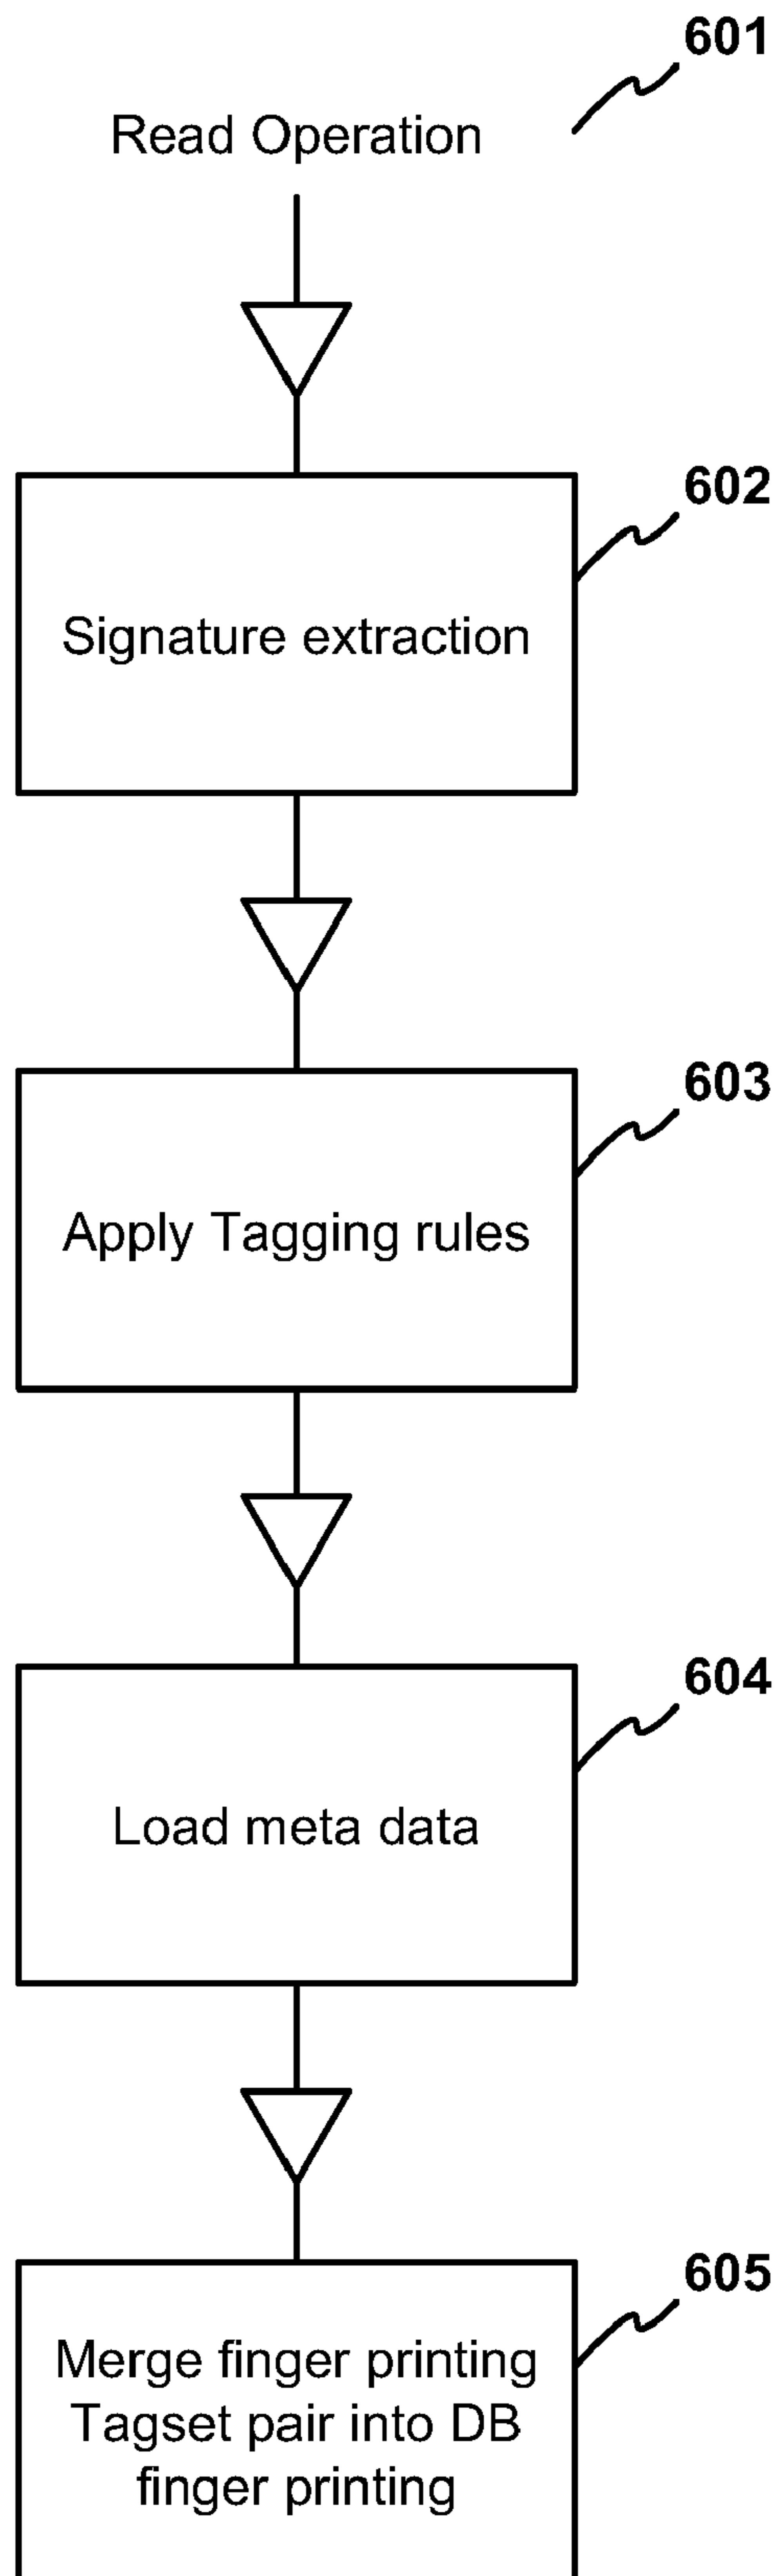 601
Read Operation
602
Signature extraction
603
Apply Tagging rules
604
Load meta data
605
Merge finger printing
Tagset pair into DB
finger printing